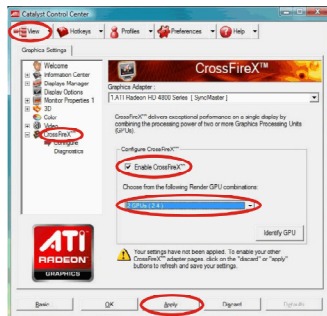 Catalyst Control Center
View Hotkeys Profiles Preferences Help
Graphics Settings
Welcome
Information Center
Displays Manager
Display Options
Monitor Properties 1
3D
Color
Video
CrossFireX™
Configure
Diagnostics
ATI
RADEON
GRAPHICS
CrossFireX™
Graphics Adapter :
1.ATI Radeon HD 4800 Series [ SyncMaster ]
CrossFireX™ delivers exceptional performance on a single display by
combining the processing power of two or more Graphics Processing Units
(GPUs).
Configure CrossFireX™
Enable CrossFireX™
Choose from the following Render GPU combinations:
2 GPUs ( 2 4 )
Identify GPU
Your settings have not been applied. To enable your other
CrossFireX™ adapter pages, click on the "discard" or "apply"
buttons to refresh and save your settings.
Basic OK Apply Discard Defaults